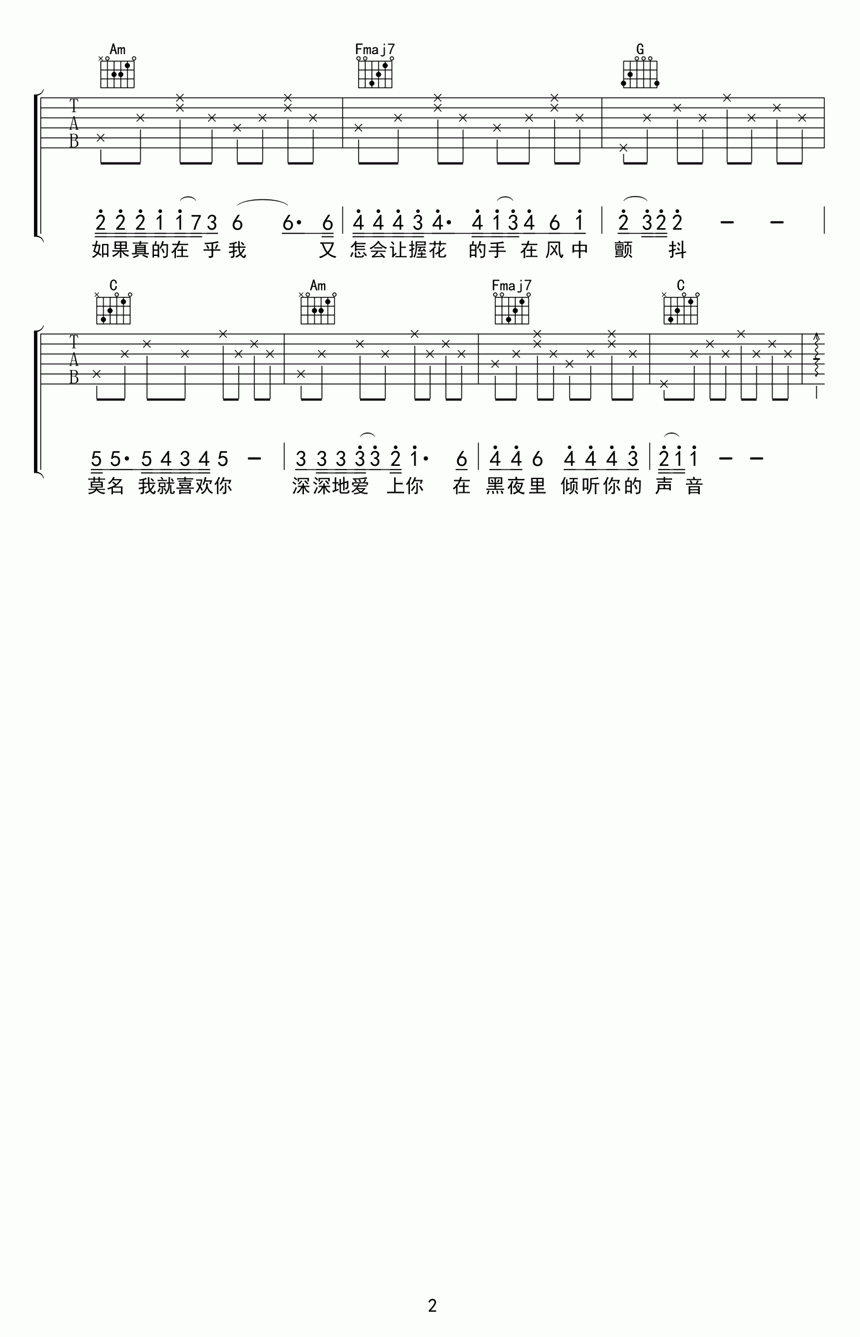 Am Fmaj7 G
T
A
B
2 2 2 1 1 7 3 6 6· 6 4 4 4 3 4· 4 1 3 4 6 1 2 3 2 2 — —
如果真的在 乎我 又 怎会让握花 的手 在风中 颤 抖
C Am Fmaj7 C
T
A
B
5 5· 5 4 3 4 5 — 3 3 3 3 3 2 1· 6 4 4 6 4 4 4 3 2 1 1 — —
莫名 我就喜欢你 深深地爱 上你 在 黑夜里 倾听你的 声音
2